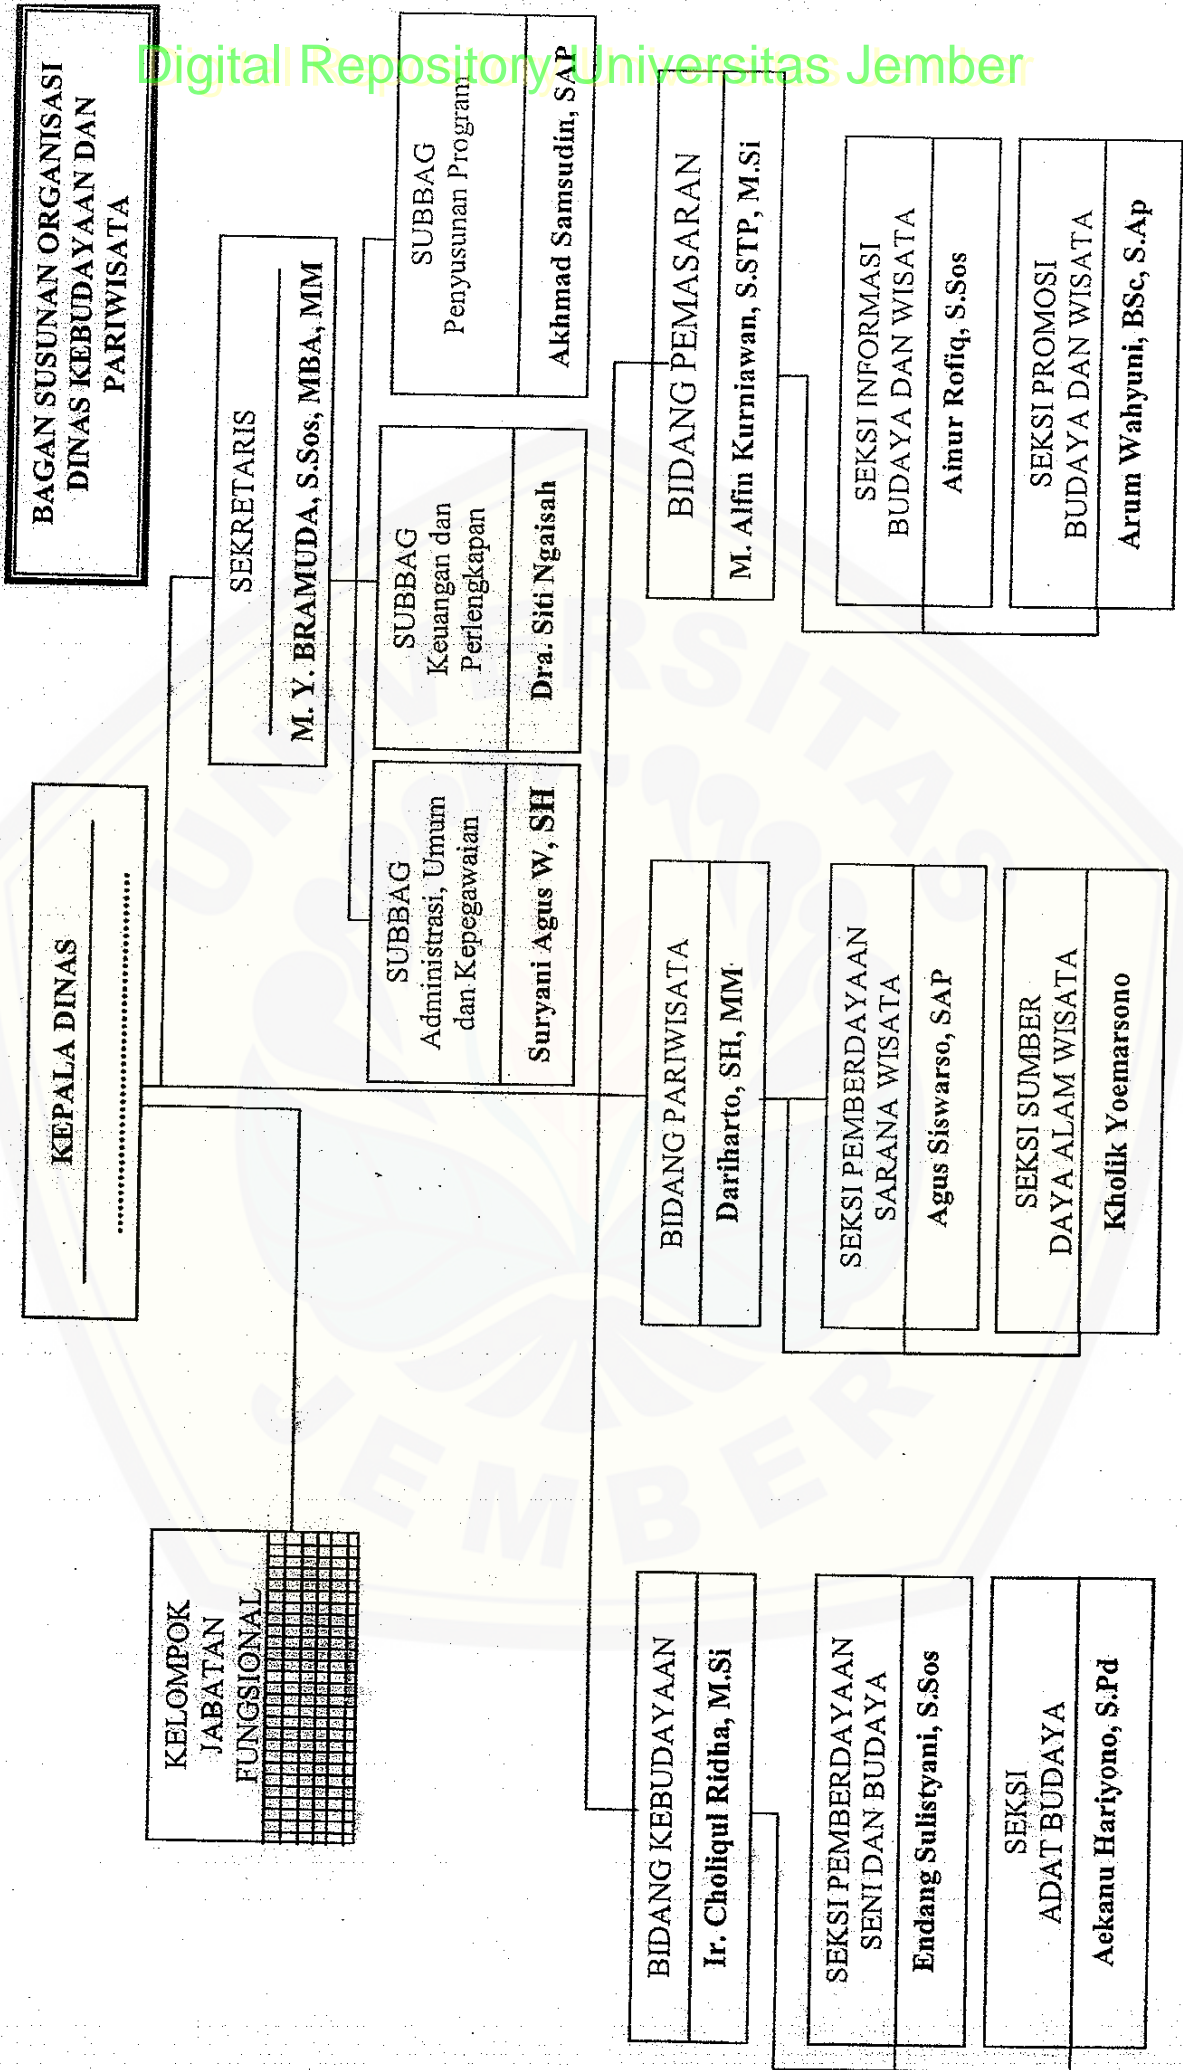 Digital Repository Universitas Jember
BAGAN SUSUNAN ORGANISASI
DINAS KEBUDAYAAN DAN
PARIWISATA
KEPALA DINAS
KELOMPOK
JABATAN
FUNGSIONAL
SEKRETARIS
M. Y. BRAMUDA, S.Sos, MBA, MM
SUBBAG
Administrasi, Umum
dan Kepegawaian
Suryani Agus W, SH
SUBBAG
Keuangan dan
Perlengkapan
Dra. Siti Ngaisah
SUBBAG
Penyusunan Program
Akhmad Samsudin, SAP
BIDANG KEBUDAYAAN
Ir. Choliqul Ridha, M.Si
SEKSI PEMBERDAYAAN
SENI DAN BUDAYA
Endang Sulistyani, S.Sos
SEKSI
ADAT BUDAYA
Aekanu Hariyono, S.Pd
BIDANG PARIWISATA
Dariharto, SH, MM
SEKSI PEMBERDAYAAN
SARANA WISATA
Agus Siswarso, SAP
SEKSI SUMBER
DAYA ALAM WISATA
Kholik Yoemarsono
BIDANG PEMASARAN
M. Alfin Kurniawan, S.STP, M.Si
SEKSI INFORMASI
BUDAYA DAN WISATA
Ainur Rofiq, S.Sos
SEKSI PROMOSI
BUDAYA DAN WISATA
Arum Wahyuni, BSc, S.Ap
UNIVERSITAS
JEMBER